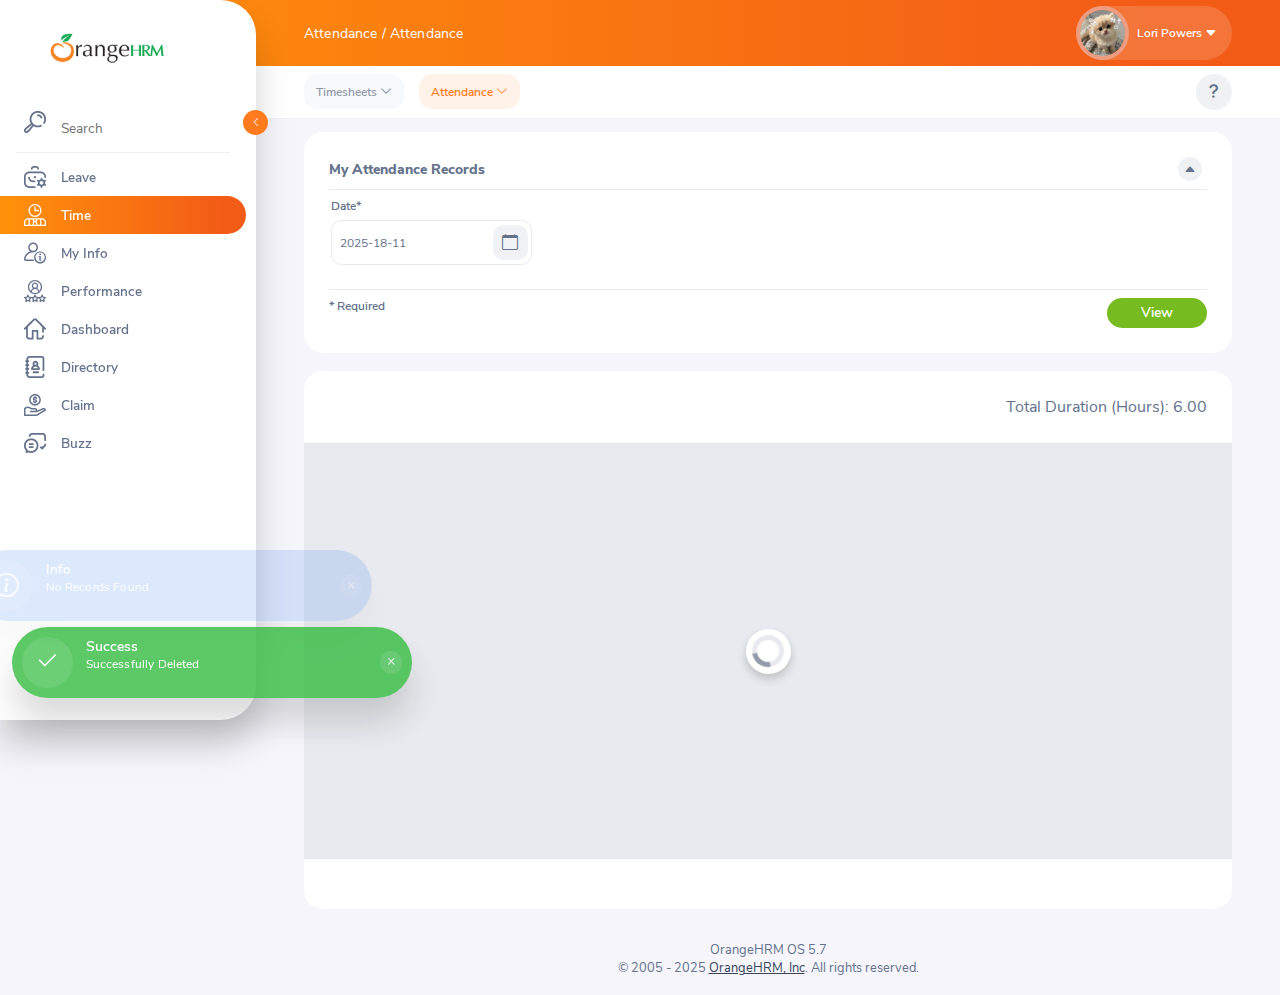 OrangeHRM
Attendance / Attendance
Lori Powers
Timesheets
Attendance
?
Search
Leave
Time
My Info
Performance
Dashboard
Directory
Claim
Buzz
My Attendance Records
Date*
2025-18-11
* Required
View
Total Duration (Hours): 6.00
Info
No Records Found
×
Success
Successfully Deleted
×
OrangeHRM OS 5.7
© 2005 - 2025 OrangeHRM, Inc. All rights reserved.